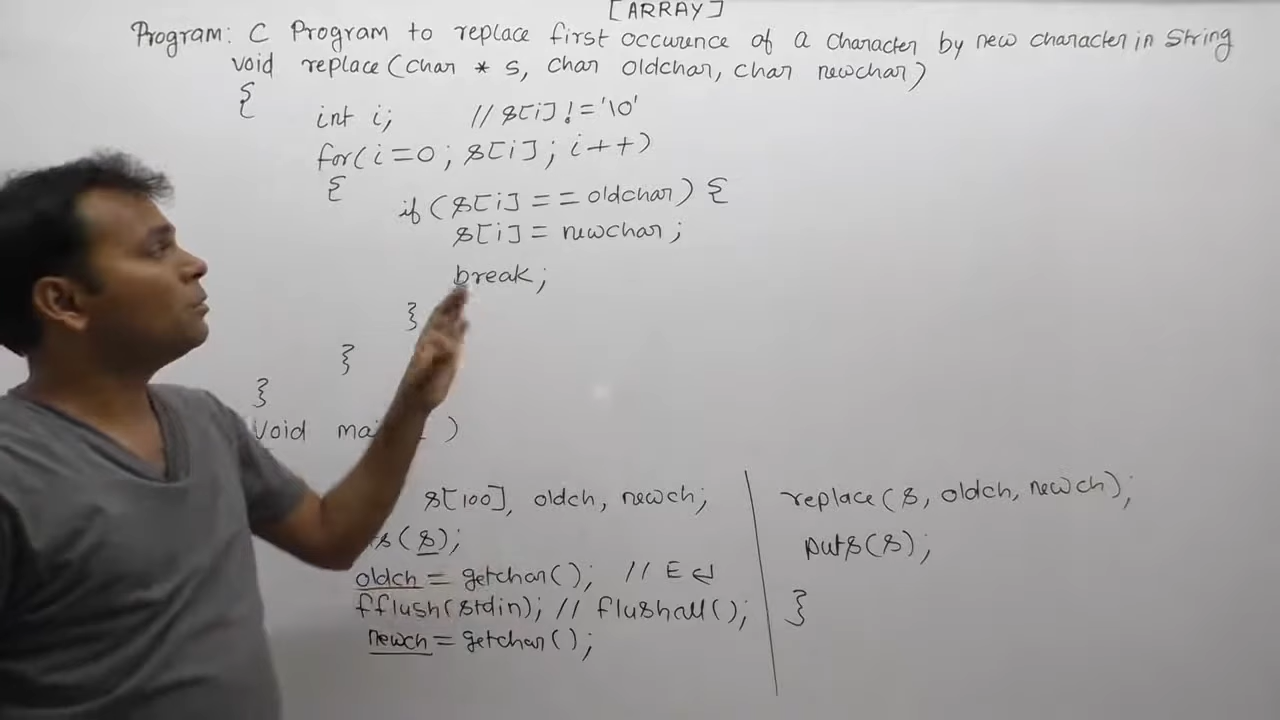 [ARRAY]
Program: C Program to replace first occurence of a character by new character in String
void replace(char * s, char oldchar, char newchar)
{
int i; // s[i]!='\0'
for(i=0; s[i]; i++)
{
if(s[i]==oldchar){
s[i]=newchar;
break;
}
}
}
void )
s[100], oldch, newch;
(s);
oldch = getchar(); // E ↵
fflush(stdin); // flushall();
newch = getchar();
replace(s, oldch, newch);
puts(s);
}